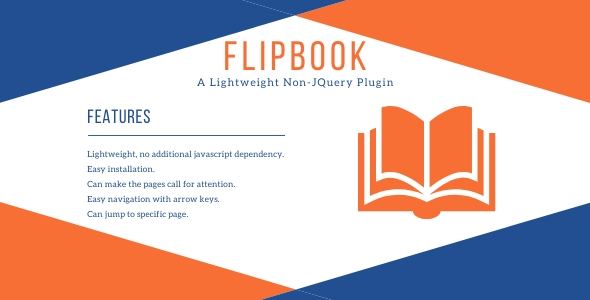 FLIPBOOK
A Lightweight Non-JQuery Plugin
FEATURES
Lightweight, no additional javascript dependency.
Easy installation.
Can make the pages call for attention.
Easy navigation with arrow keys.
Can jump to specific page.